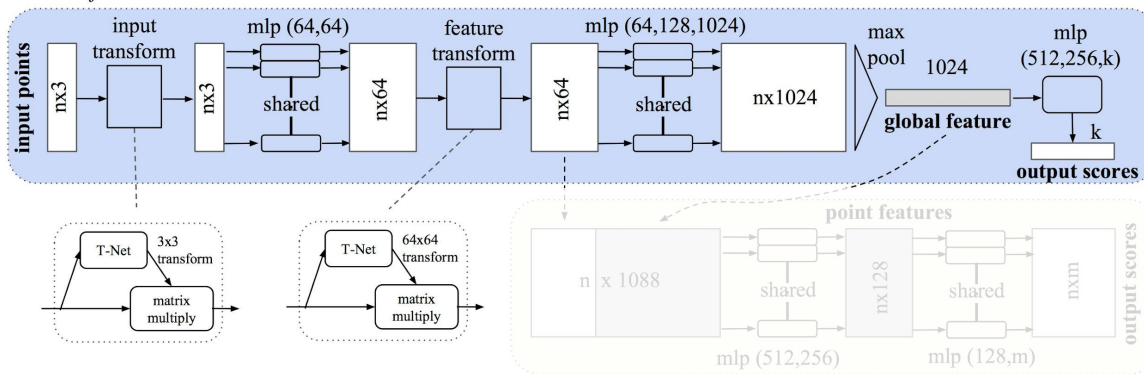 input points
nx3
input
transform
nx3
mlp (64,64)
shared
nx64
feature
transform
nx64
mlp (64,128,1024)
shared
nx1024
max
pool
1024
global feature
mlp
(512,256,k)
k
output scores
T-Net
3x3
transform
matrix
multiply
T-Net
64x64
transform
matrix
multiply
point features
n x 1088
shared
mlp (512,256)
nx128
shared
mlp (128,m)
nxm
output scores